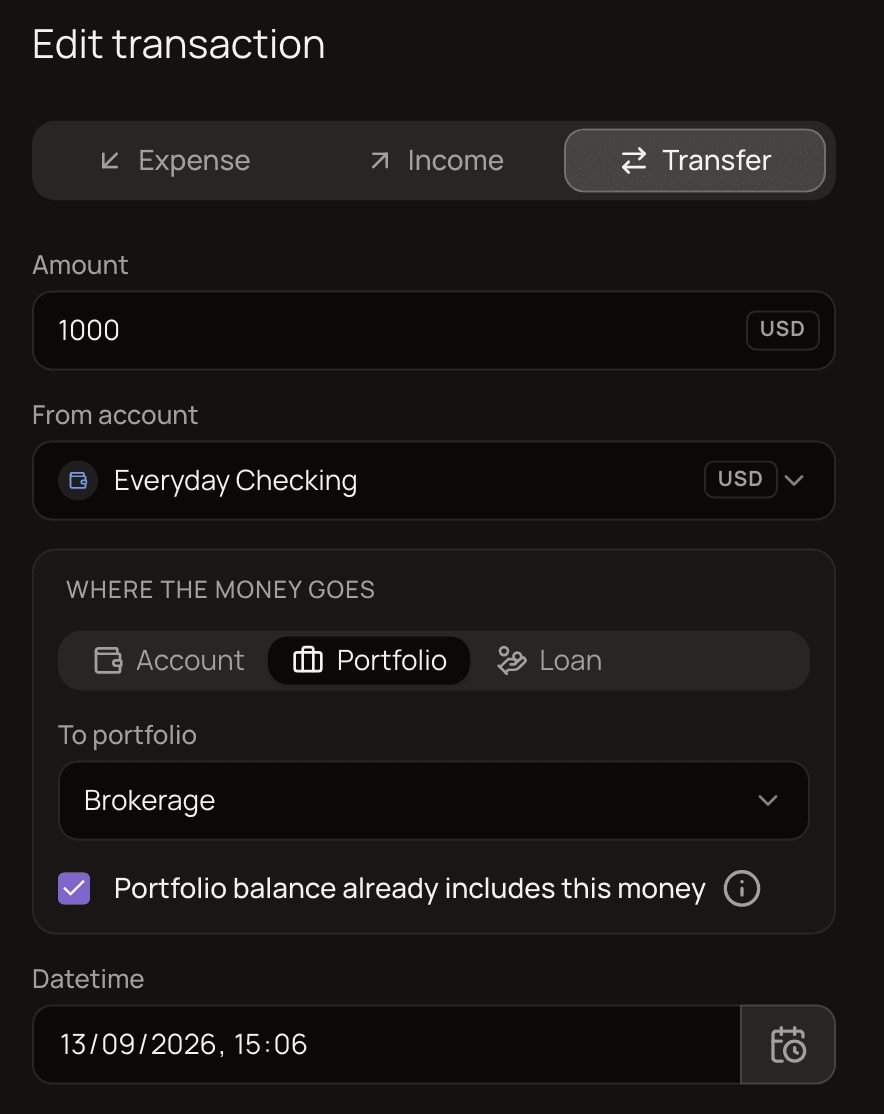 Edit transaction
Expense Income Transfer
Amount
1000 USD
From account
Everyday Checking USD
WHERE THE MONEY GOES
Account Portfolio Loan
To portfolio
Brokerage
Portfolio balance already includes this money
Datetime
13/09/2026, 15:06